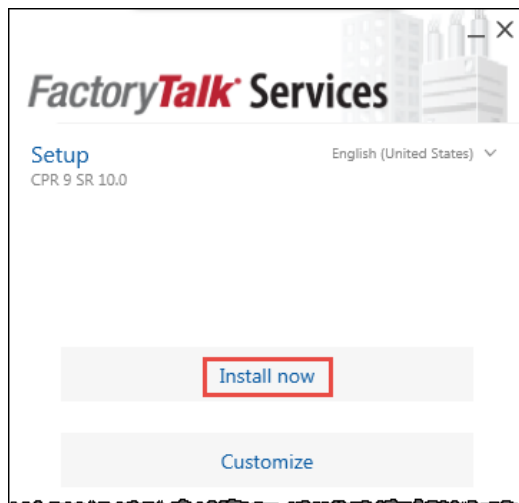 FactoryTalk Services
Setup
English (United States)
CPR 9 SR 10.0
Install now
Customize